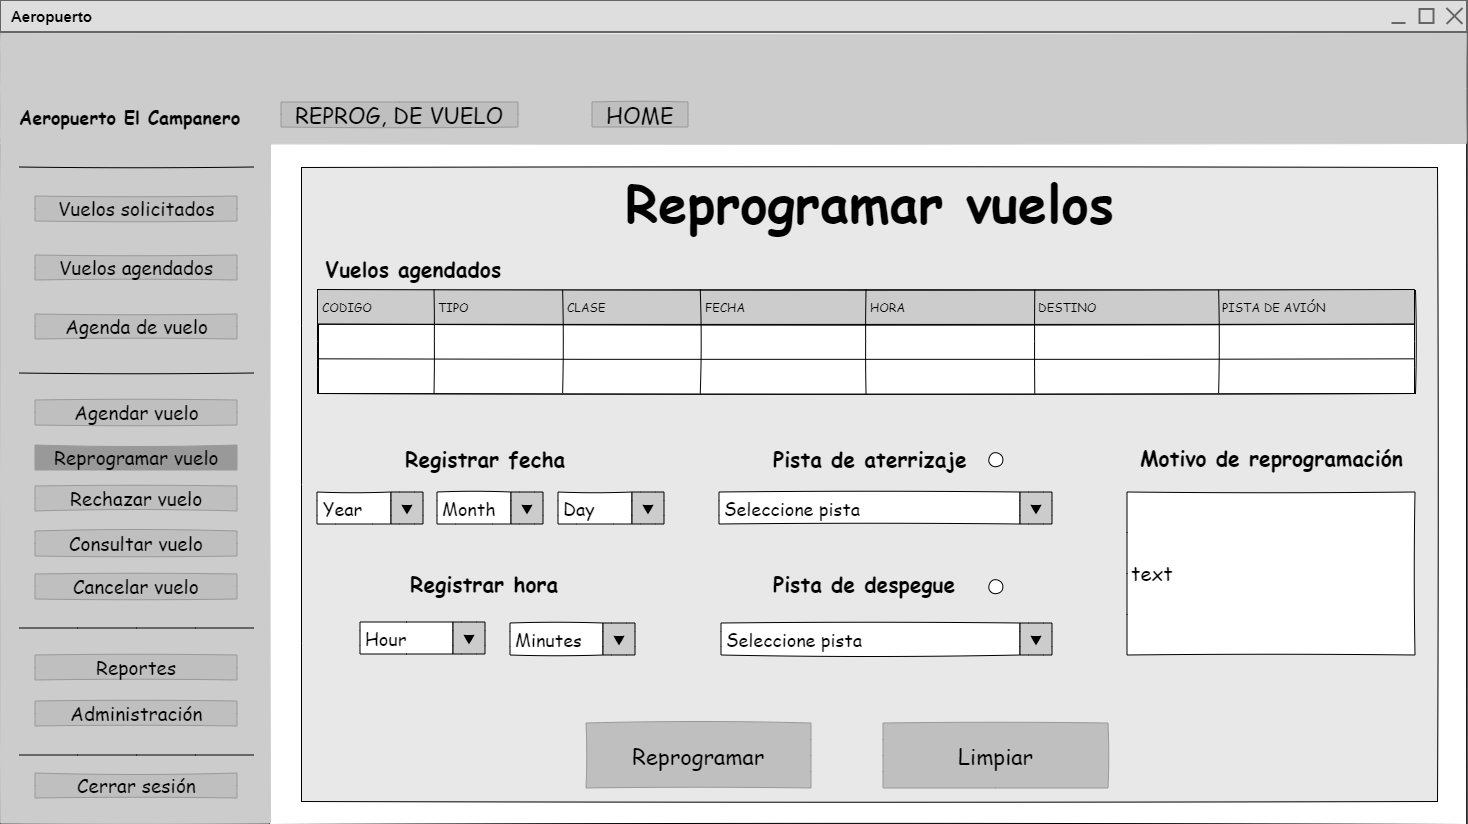 Aeropuerto
Aeropuerto El Campanero
REPROG, DE VUELO
HOME
Vuelos solicitados
Vuelos agendados
Agenda de vuelo
Agendar vuelo
Reprogramar vuelo
Rechazar vuelo
Consultar vuelo
Cancelar vuelo
Reportes
Administración
Cerrar sesión
Reprogramar vuelos
Vuelos agendados
CODIGO TIPO CLASE FECHA HORA DESTINO PISTA DE AVIÓN
Registrar fecha
Year Month Day
Registrar hora
Hour Minutes
Pista de aterrizaje
Seleccione pista
Pista de despegue
Seleccione pista
Motivo de reprogramación
text
Reprogramar
Limpiar